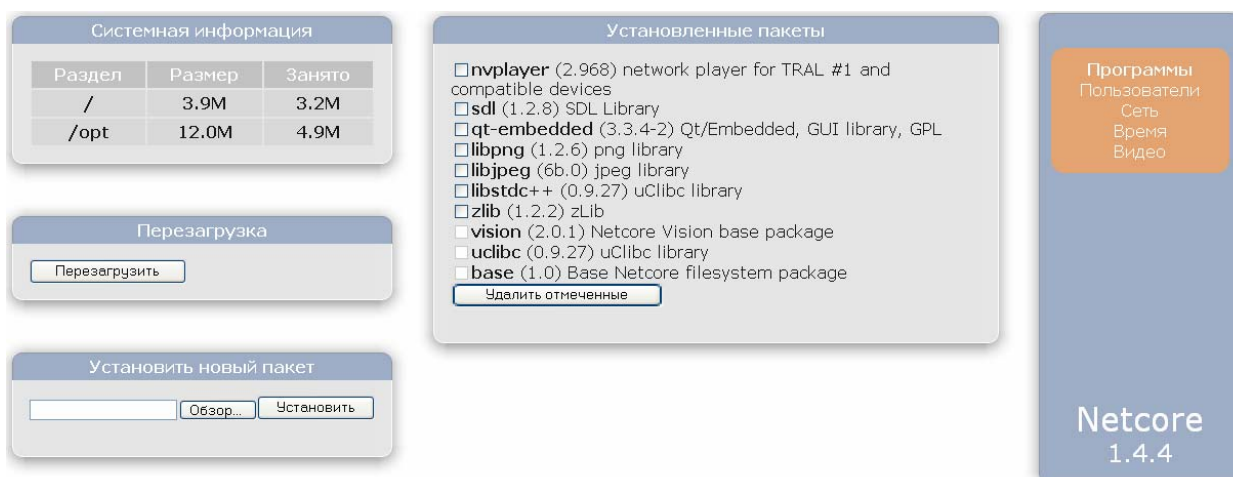 Системная информация
Раздел Размер Занято
/ 3.9M 3.2M
/opt 12.0M 4.9M
Перезагрузка
Перезагрузить
Установить новый пакет
Обзор... Установить
Установленные пакеты
nvplayer (2.968) network player for TRAL #1 and
compatible devices
sdl (1.2.8) SDL Library
qt-embedded (3.3.4-2) Qt/Embedded, GUI library, GPL
libpng (1.2.6) png library
libjpeg (6b.0) jpeg library
libstdc++ (0.9.27) uClibc library
zlib (1.2.2) zLib
vision (2.0.1) Netcore Vision base package
uclibc (0.9.27) uClibc library
base (1.0) Base Netcore filesystem package
Удалить отмеченные
Программы
Пользователи
Сеть
Время
Видео
Netcore
1.4.4